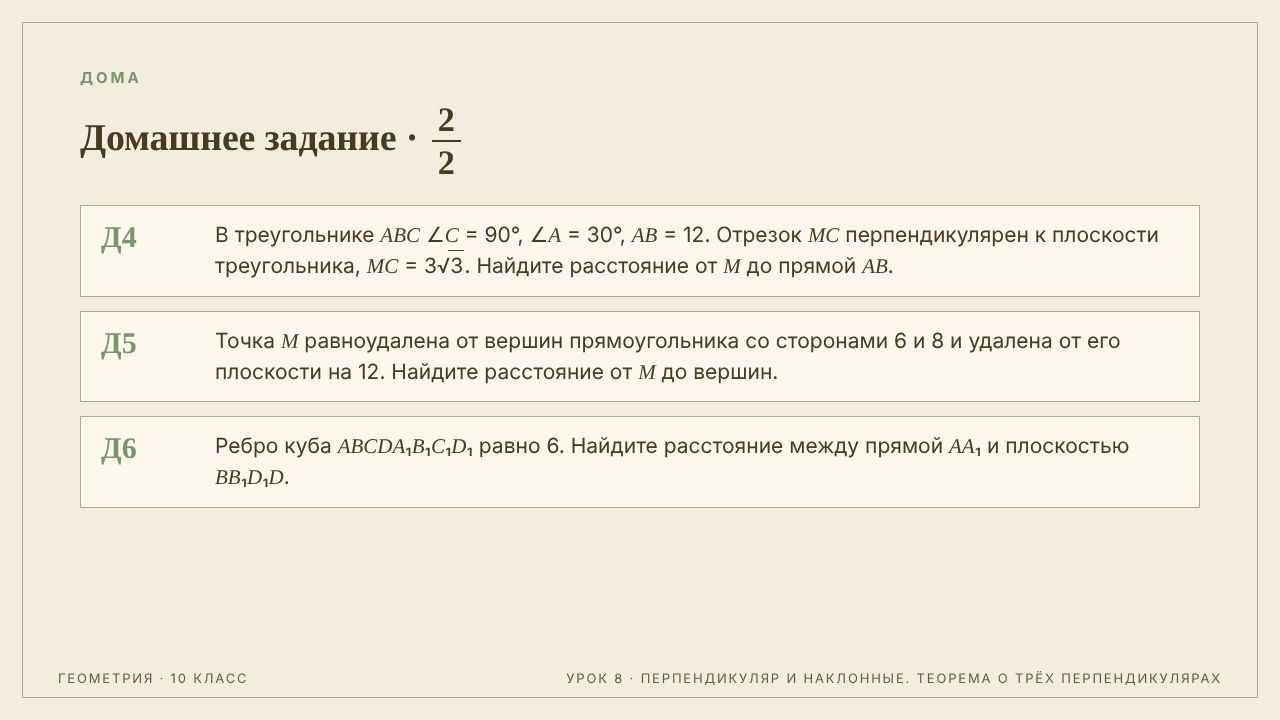 ДОМА
Домашнее задание · 2/2
Д4
В треугольнике ABC ∠C = 90°, ∠A = 30°, AB = 12. Отрезок MC перпендикулярен к плоскости
треугольника, MC = 3√3. Найдите расстояние от M до прямой AB.
Д5
Точка M равноудалена от вершин прямоугольника со сторонами 6 и 8 и удалена от его
плоскости на 12. Найдите расстояние от M до вершин.
Д6
Ребро куба ABCDA₁B₁C₁D₁ равно 6. Найдите расстояние между прямой AA₁ и плоскостью
BB₁D₁D.
ГЕОМЕТРИЯ · 10 КЛАСС
УРОК 8 · ПЕРПЕНДИКУЛЯР И НАКЛОННЫЕ. ТЕОРЕМА О ТРЁХ ПЕРПЕНДИКУЛЯРАХ